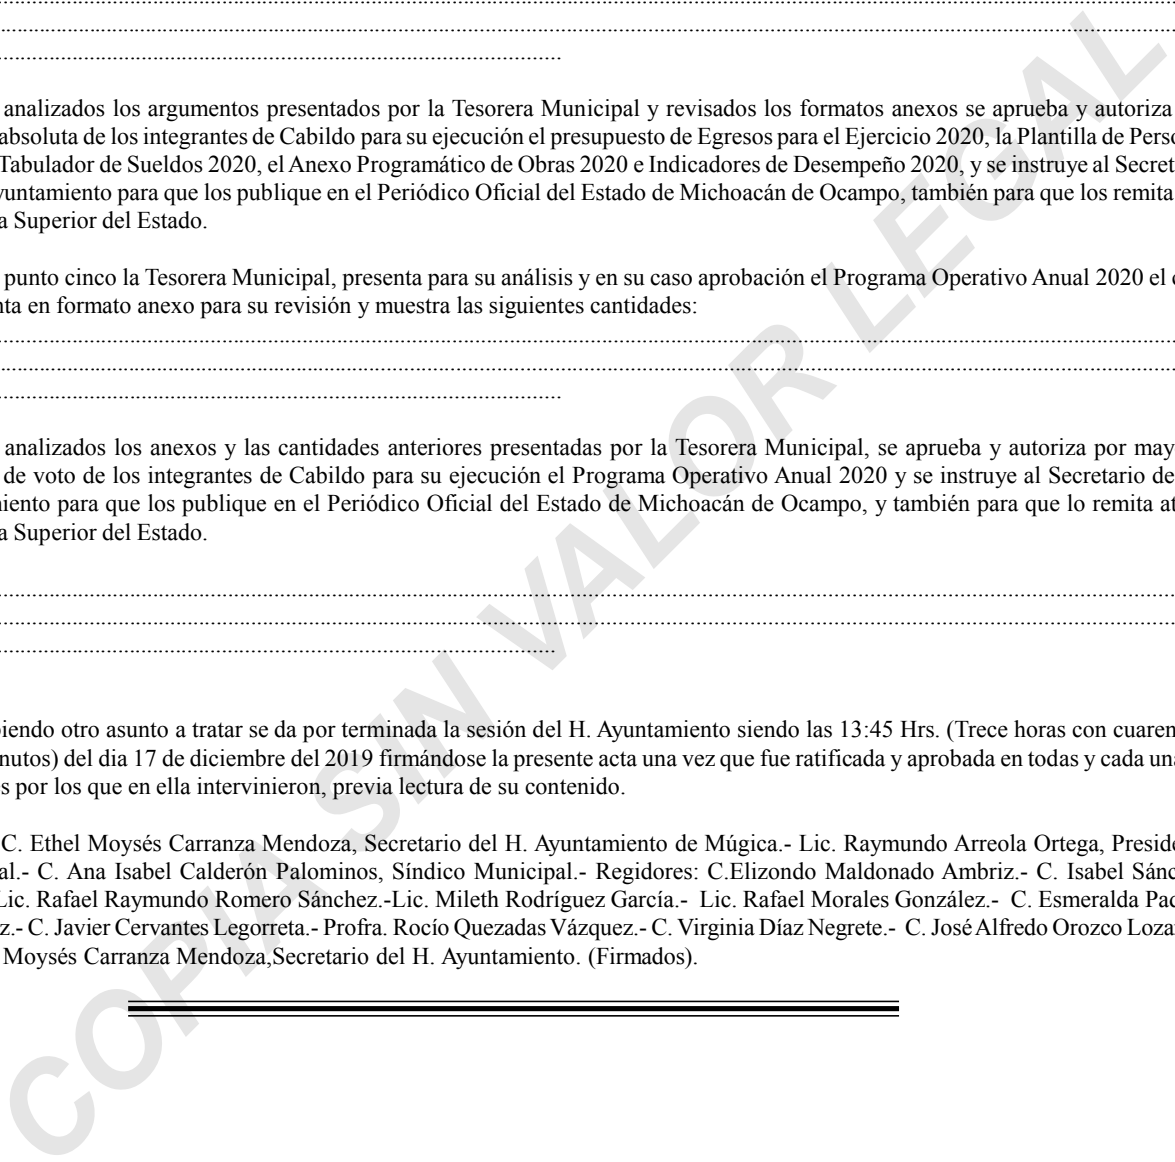 analizados los argumentos presentados por la Tesorera Municipal y revisados los formatos anexos se aprueba y autoriza
absoluta de los integrantes de Cabildo para su ejecución el presupuesto de Egresos para el Ejercicio 2020, la Plantilla de Perso
Tabulador de Sueldos 2020, el Anexo Programático de Obras 2020 e Indicadores de Desempeño 2020, y se instruye al Secret
yuntamiento para que los publique en el Periódico Oficial del Estado de Michoacán de Ocampo, también para que los remita
a Superior del Estado.
punto cinco la Tesorera Municipal, presenta para su análisis y en su caso aprobación el Programa Operativo Anual 2020 el
nta en formato anexo para su revisión y muestra las siguientes cantidades:
analizados los anexos y las cantidades anteriores presentadas por la Tesorera Municipal, se aprueba y autoriza por may
de voto de los integrantes de Cabildo para su ejecución el Programa Operativo Anual 2020 y se instruye al Secretario de
iento para que los publique en el Periódico Oficial del Estado de Michoacán de Ocampo, y también para que lo remita at
a Superior del Estado.
biendo otro asunto a tratar se da por terminada la sesión del H. Ayuntamiento siendo las 13:45 Hrs. (Trece horas con cuaren
nutos) del dia 17 de diciembre del 2019 firmándose la presente acta una vez que fue ratificada y aprobada en todas y cada una
s por los que en ella intervinieron, previa lectura de su contenido.
C. Ethel Moysés Carranza Mendoza, Secretario del H. Ayuntamiento de Múgica.- Lic. Raymundo Arreola Ortega, Preside
al.- C. Ana Isabel Calderón Palominos, Síndico Municipal.- Regidores: C.Elizondo Maldonado Ambriz.- C. Isabel Sánc
Lic. Rafael Raymundo Romero Sánchez.-Lic. Mileth Rodríguez García.- Lic. Rafael Morales González.- C. Esmeralda Pad
z.- C. Javier Cervantes Legorreta.- Profra. Rocío Quezadas Vázquez.- C. Virginia Díaz Negrete.- C. José Alfredo Orozco Loza
Moysés Carranza Mendoza,Secretario del H. Ayuntamiento. (Firmados).
COPIA SIN VALOR LEGAL